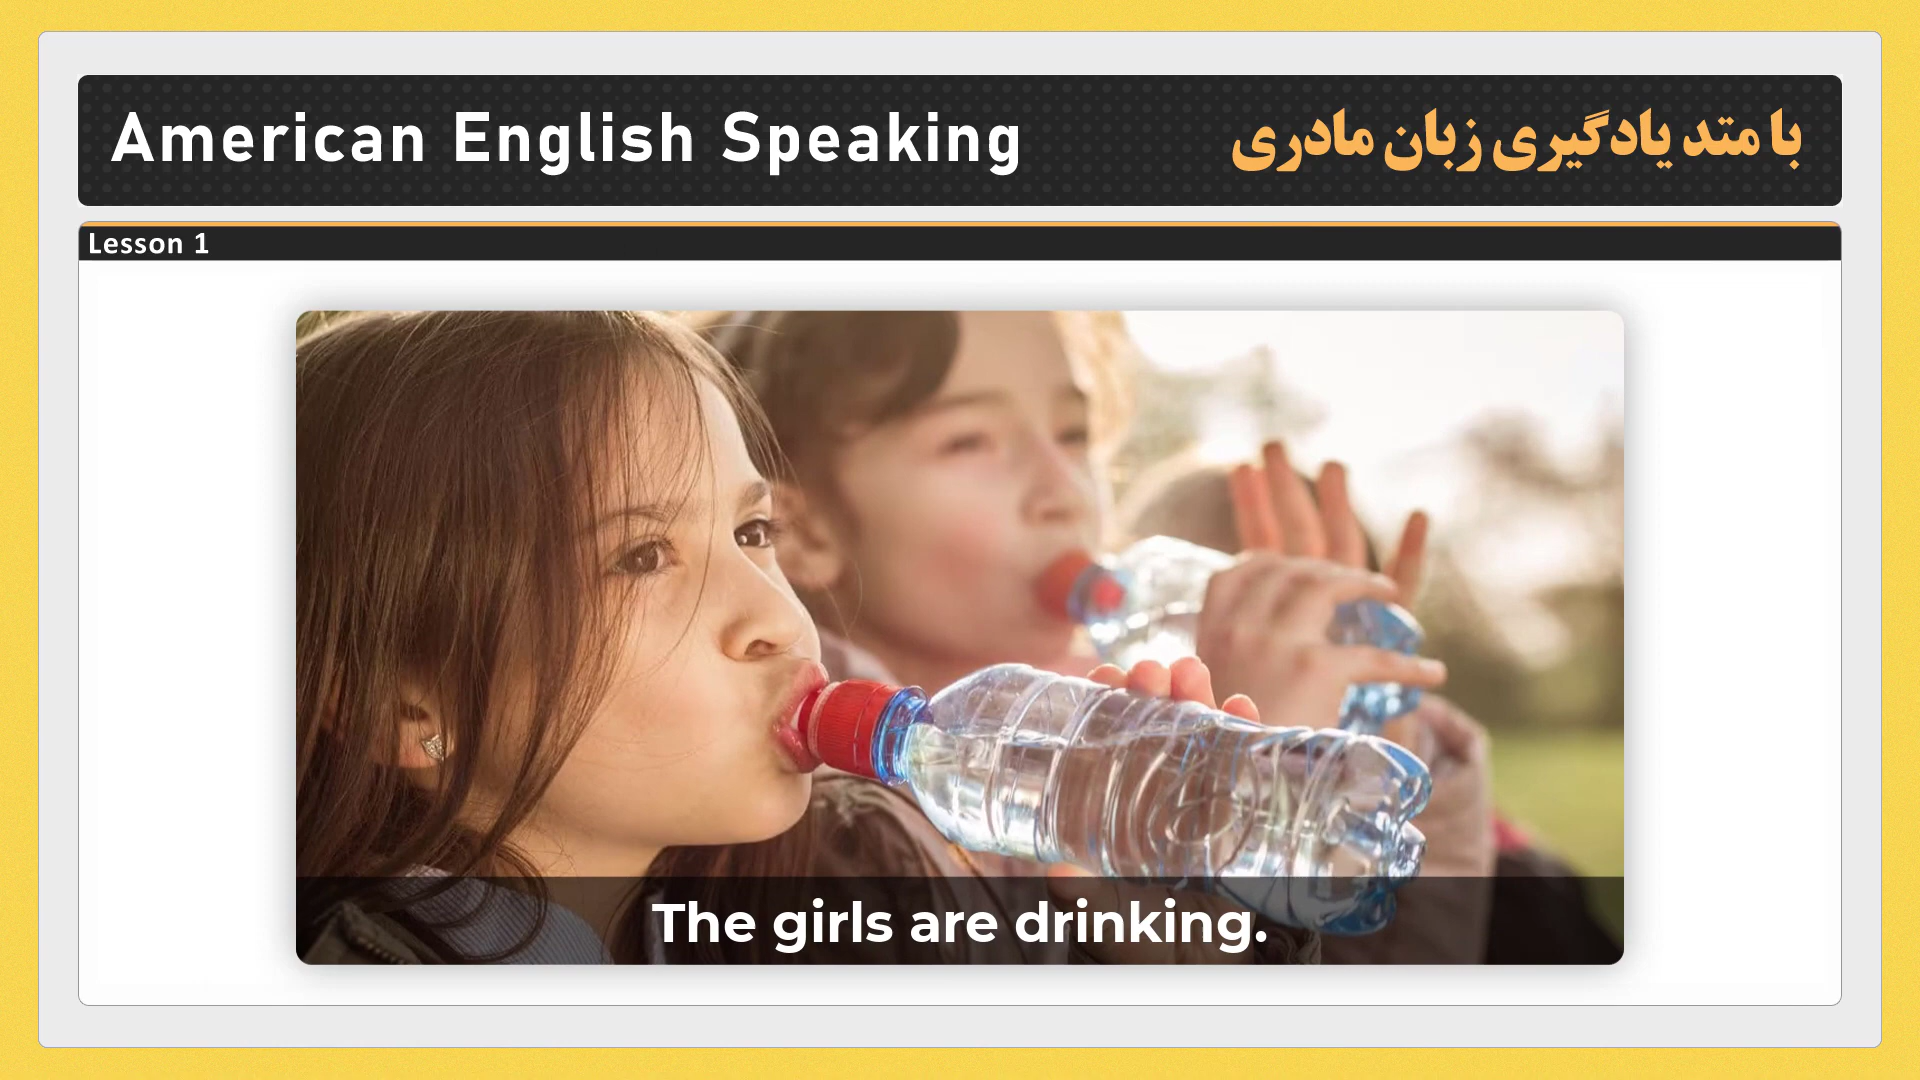 American English Speaking
با متد یادگیری زبان مادری
Lesson 1
The girls are drinking.